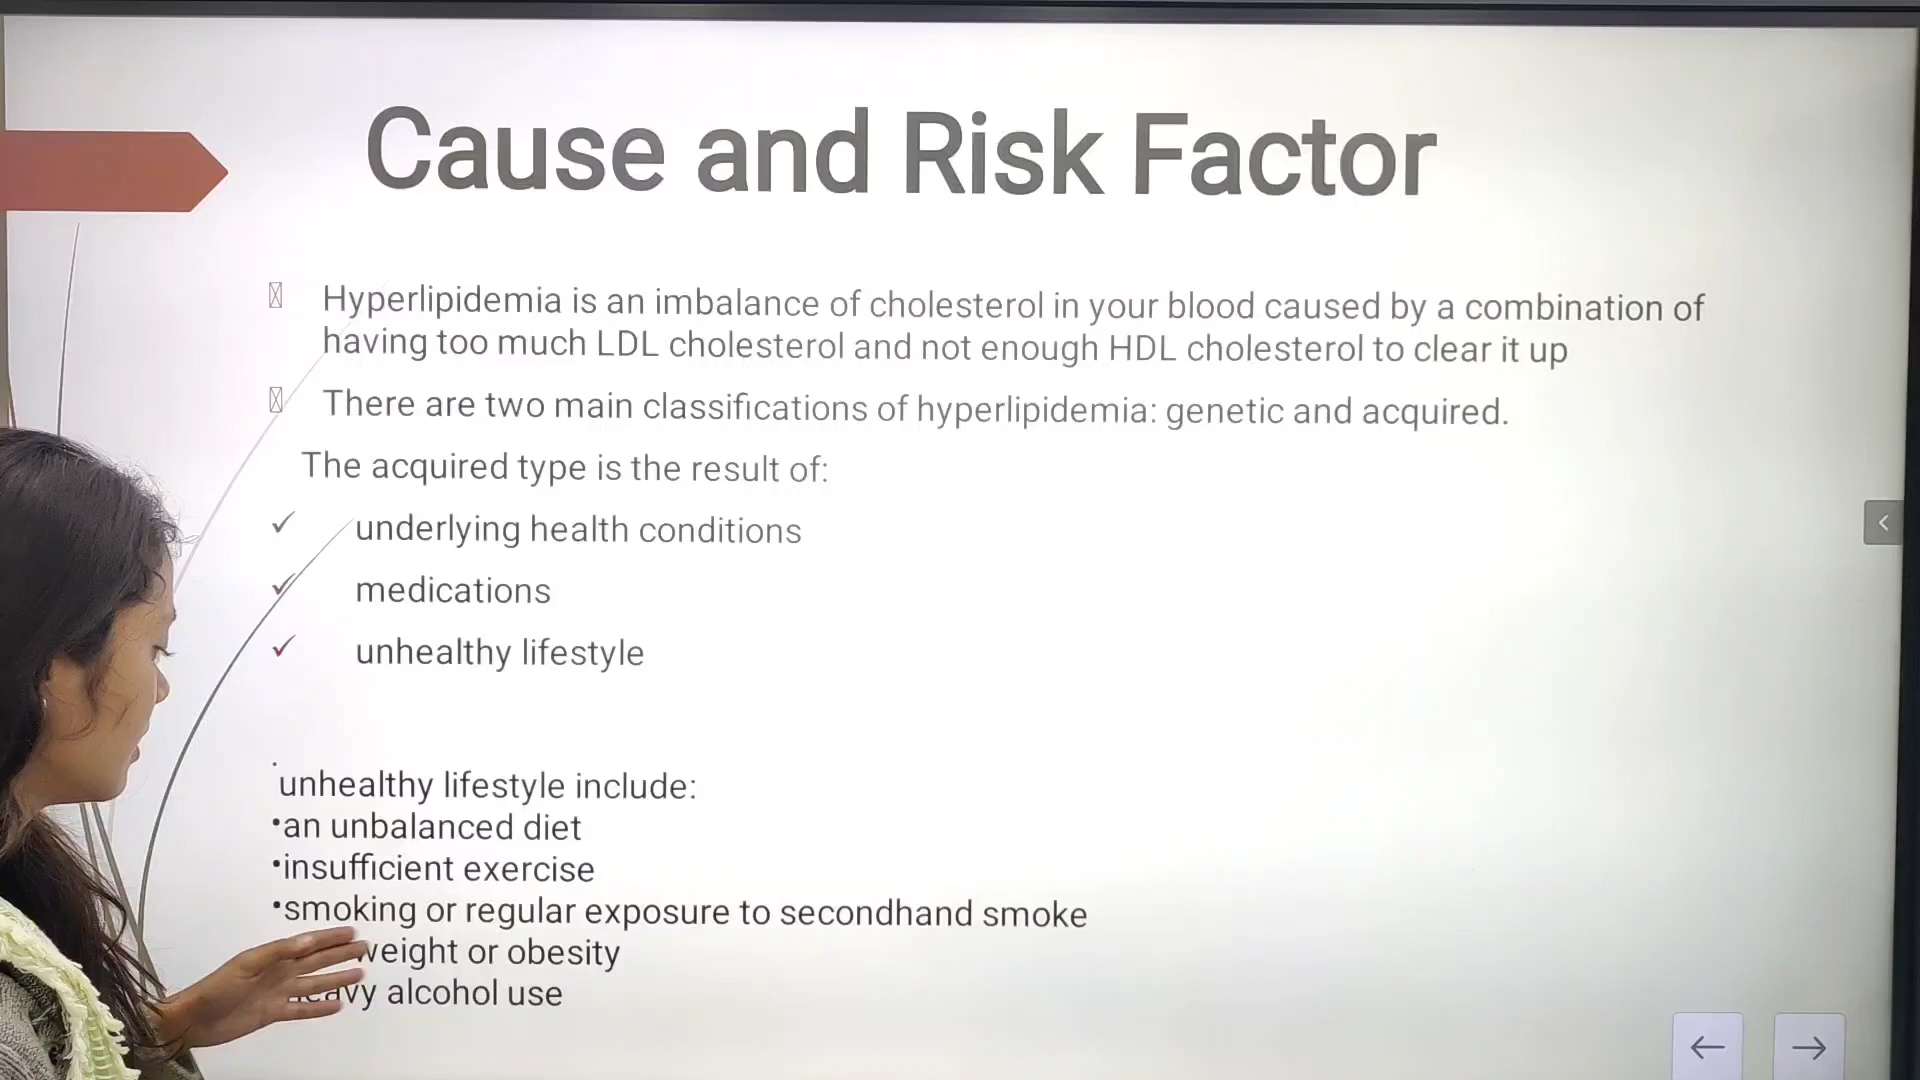 Cause and Risk Factor
Hyperlipidemia is an imbalance of cholesterol in your blood caused by a combination of
having too much LDL cholesterol and not enough HDL cholesterol to clear it up
There are two main classifications of hyperlipidemia: genetic and acquired.
The acquired type is the result of:
✓ underlying health conditions
✓ medications
✓ unhealthy lifestyle
unhealthy lifestyle include:
•an unbalanced diet
•insufficient exercise
•smoking or regular exposure to secondhand smoke
or obesity
alcohol use